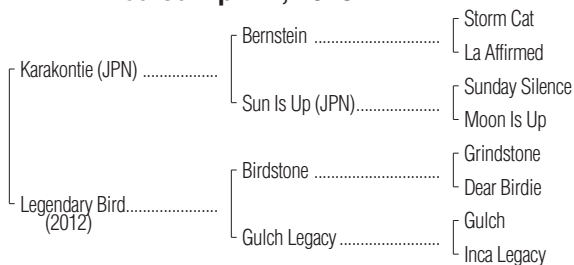 Storm Cat
Bernstein ....................
La Affirmed
Karakontie (JPN) ..................
Sunday Silence
Sun Is Up (JPN)...............
Moon Is Up
Grindstone
Birdstone ....................
Dear Birdie
Legendary Bird......................
(2012)
Gulch
Gulch Legacy ..................
Inca Legacy